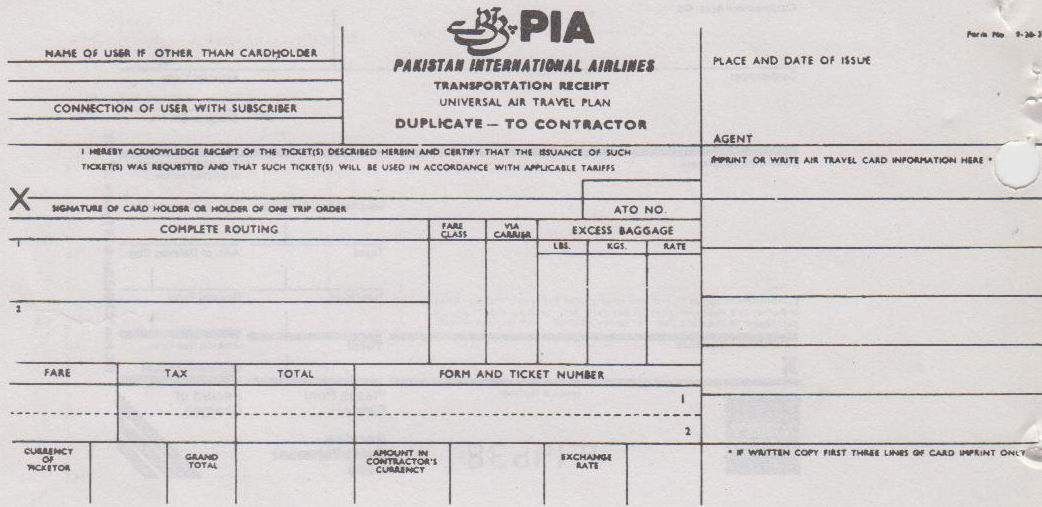 PIA
Form No 9-26-3
NAME OF USER IF OTHER THAN CARDHOLDER
PAKISTAN INTERNATIONAL AIRLINES
PLACE AND DATE OF ISSUE
TRANSPORTATION RECEIPT
UNIVERSAL AIR TRAVEL PLAN
CONNECTION OF USER WITH SUBSCRIBER
DUPLICATE — TO CONTRACTOR
AGENT
I HEREBY ACKNOWLEDGE RECEIPT OF THE TICKET(S) DESCRIBED HEREIN AND CERTIFY THAT THE ISSUANCE OF SUCH
TICKET(S) WAS REQUESTED AND THAT SUCH TICKET(S) WILL BE USED IN ACCORDANCE WITH APPLICABLE TARIFFS
IMPRINT OR WRITE AIR TRAVEL CARD INFORMATION HERE *
X
SIGNATURE OF CARD HOLDER OR HOLDER OF ONE TRIP ORDER
ATO NO.
COMPLETE ROUTING
FARE CLASS
VIA CARRIER
EXCESS BAGGAGE
LBS.
KGS.
RATE
1
2
FARE
TAX
TOTAL
FORM AND TICKET NUMBER
1
2
CURRENCY
OF
TICKETOR
GRAND
TOTAL
AMOUNT IN
CONTRACTOR'S
CURRENCY
EXCHANGE
RATE
* IF WRITTEN COPY FIRST THREE LINES OF CARD IMPRINT ONLY